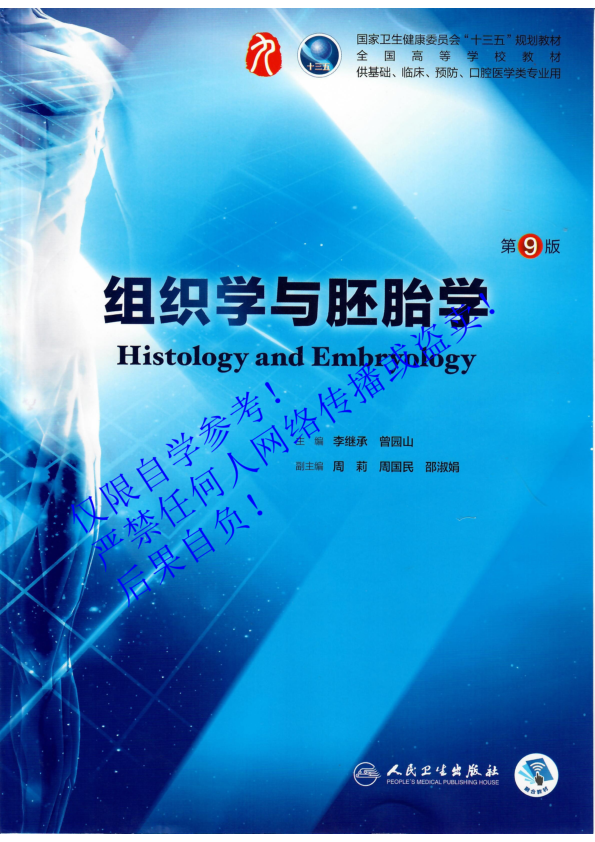 国家卫生健康委员会“十三五”规划教材
全国高等学校教材
供基础、临床、预防、口腔医学类专业用
十三五
第9版
组织学与胚胎学
Histology and Embryology
主编 李继承 曾园山
副主编 周莉 周国民 邵淑娟
仅限自学参考！
严禁任何人网络传播或盗卖！
后果自负！
人民卫生出版社
PEOPLE'S MEDICAL PUBLISHING HOUSE
融合教材